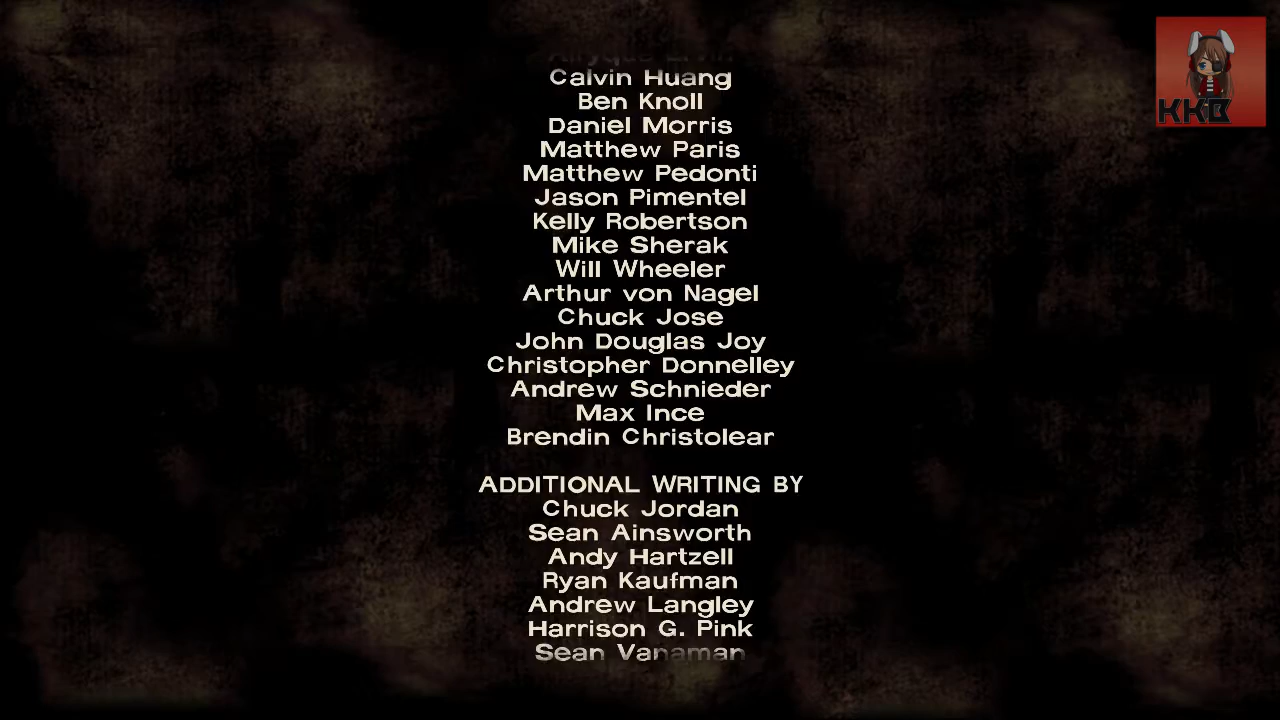 Calvin Huang
Ben Knoll
Daniel Morris
Matthew Paris
Matthew Pedonti
Jason Pimentel
Kelly Robertson
Mike Sherak
Will Wheeler
Arthur von Nagel
Chuck Jose
John Douglas Joy
Christopher Donnelley
Andrew Schnieder
Max Ince
Brendin Christolear
ADDITIONAL WRITING BY
Chuck Jordan
Sean Ainsworth
Andy Hartzell
Ryan Kaufman
Andrew Langley
Harrison G. Pink
Sean Vanaman
KKB